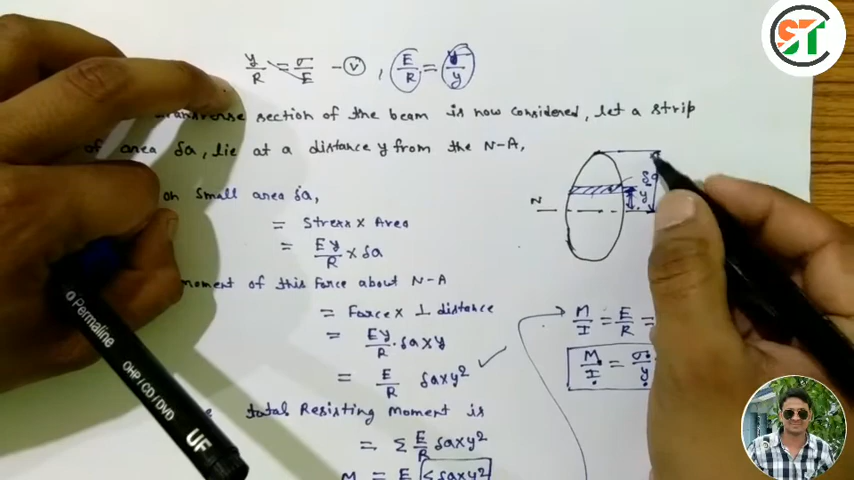 ST
y/R = σ/E - (v), E/R = σ/y
section of the beam is now considered, let a strip
of area δa, lie at a distance y from the N-A,
on small area δa,
= Stress x Area
= Ey/R x δa
N
y
moment of this Force about N-A
= Force x ⊥ distance
= Ey/R . δa x y
= E/R δa x y²
M/I = E/R =
M/I = σ/y
total Resisting Moment is
= Σ E/R δa x y²
M = E Σ δa x y²
Permaline OHP/CD/DVD UF